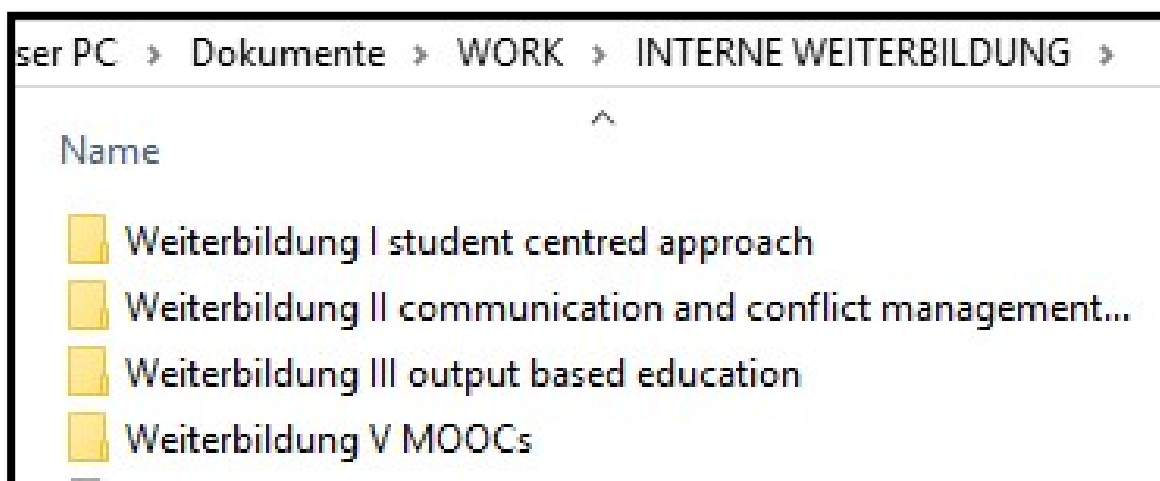 ser PC > Dokumente > WORK > INTERNE WEITERBILDUNG >
Name
Weiterbildung I student centred approach
Weiterbildung II communication and conflict management...
Weiterbildung III output based education
Weiterbildung V MOOCs